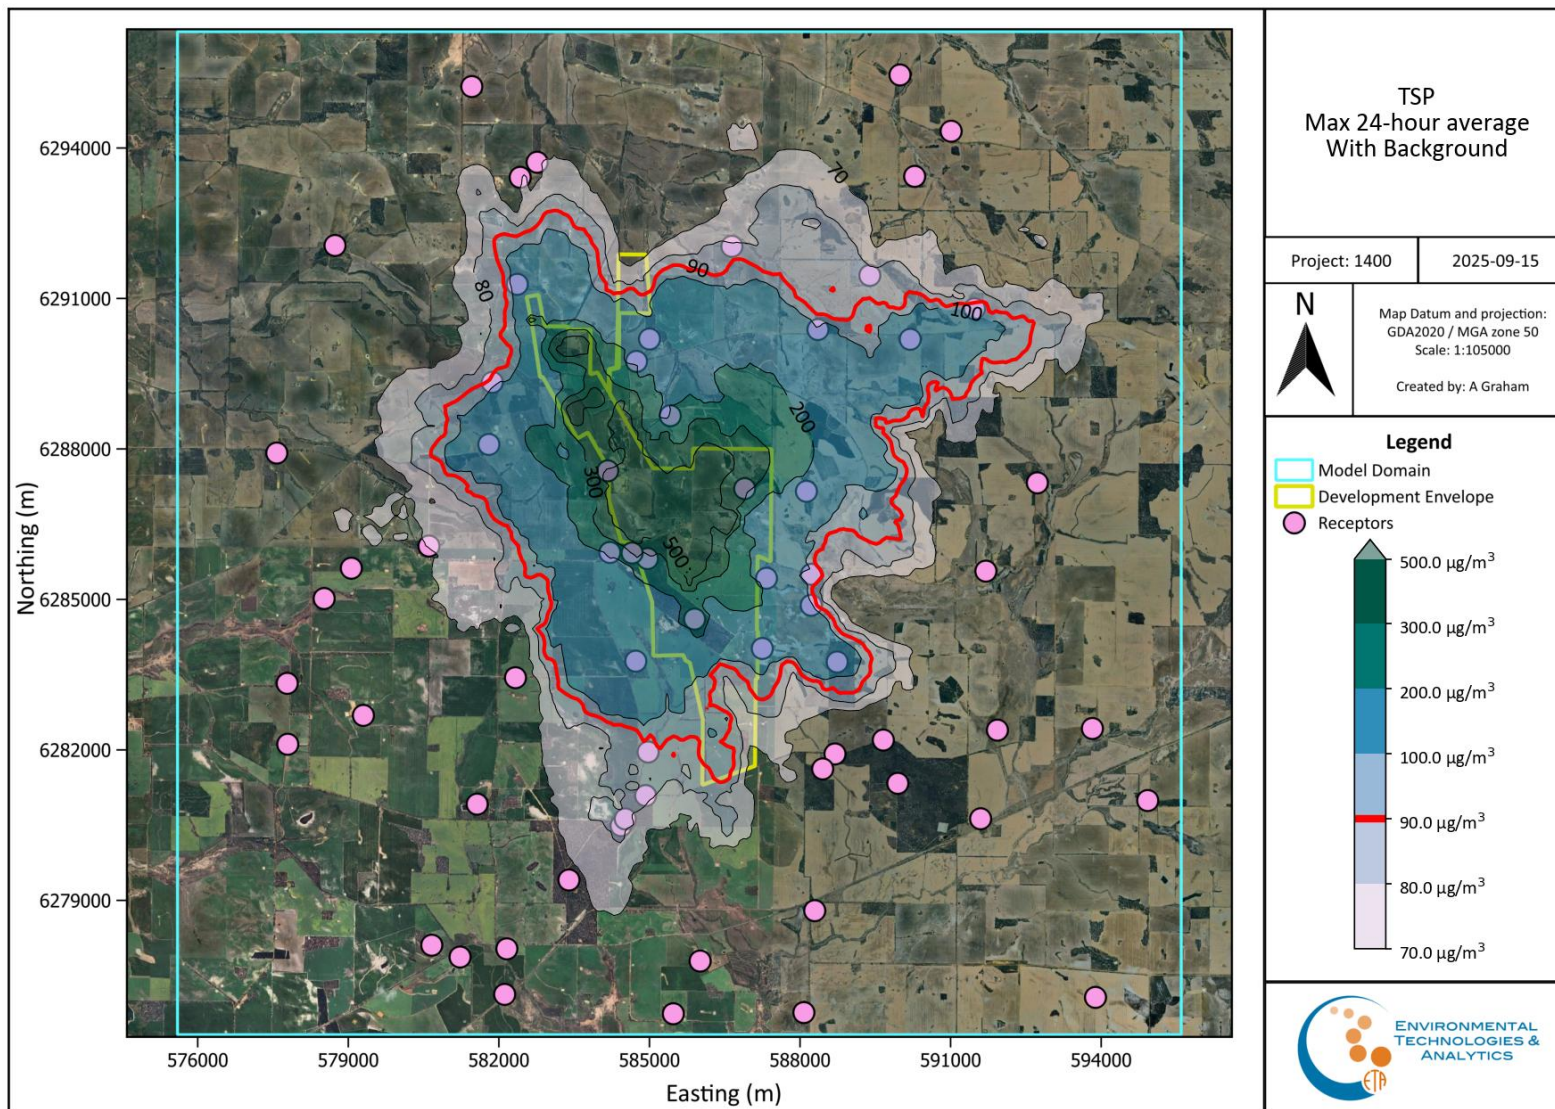 TSP
Max 24-hour average
With Background
Project: 1400
2025-09-15
N
Map Datum and projection:
GDA2020 / MGA zone 50
Scale: 1:105000
Created by: A Graham
Legend
Model Domain
Development Envelope
Receptors
500.0 µg/m³
300.0 µg/m³
200.0 µg/m³
100.0 µg/m³
90.0 µg/m³
80.0 µg/m³
70.0 µg/m³
ENVIRONMENTAL
TECHNOLOGIES &
ANALYTICS
ETA
Northing (m)
6294000
6291000
6288000
6285000
6282000
6279000
576000
579000
582000
585000
588000
591000
594000
Easting (m)
70
80
90
100
200
300
500